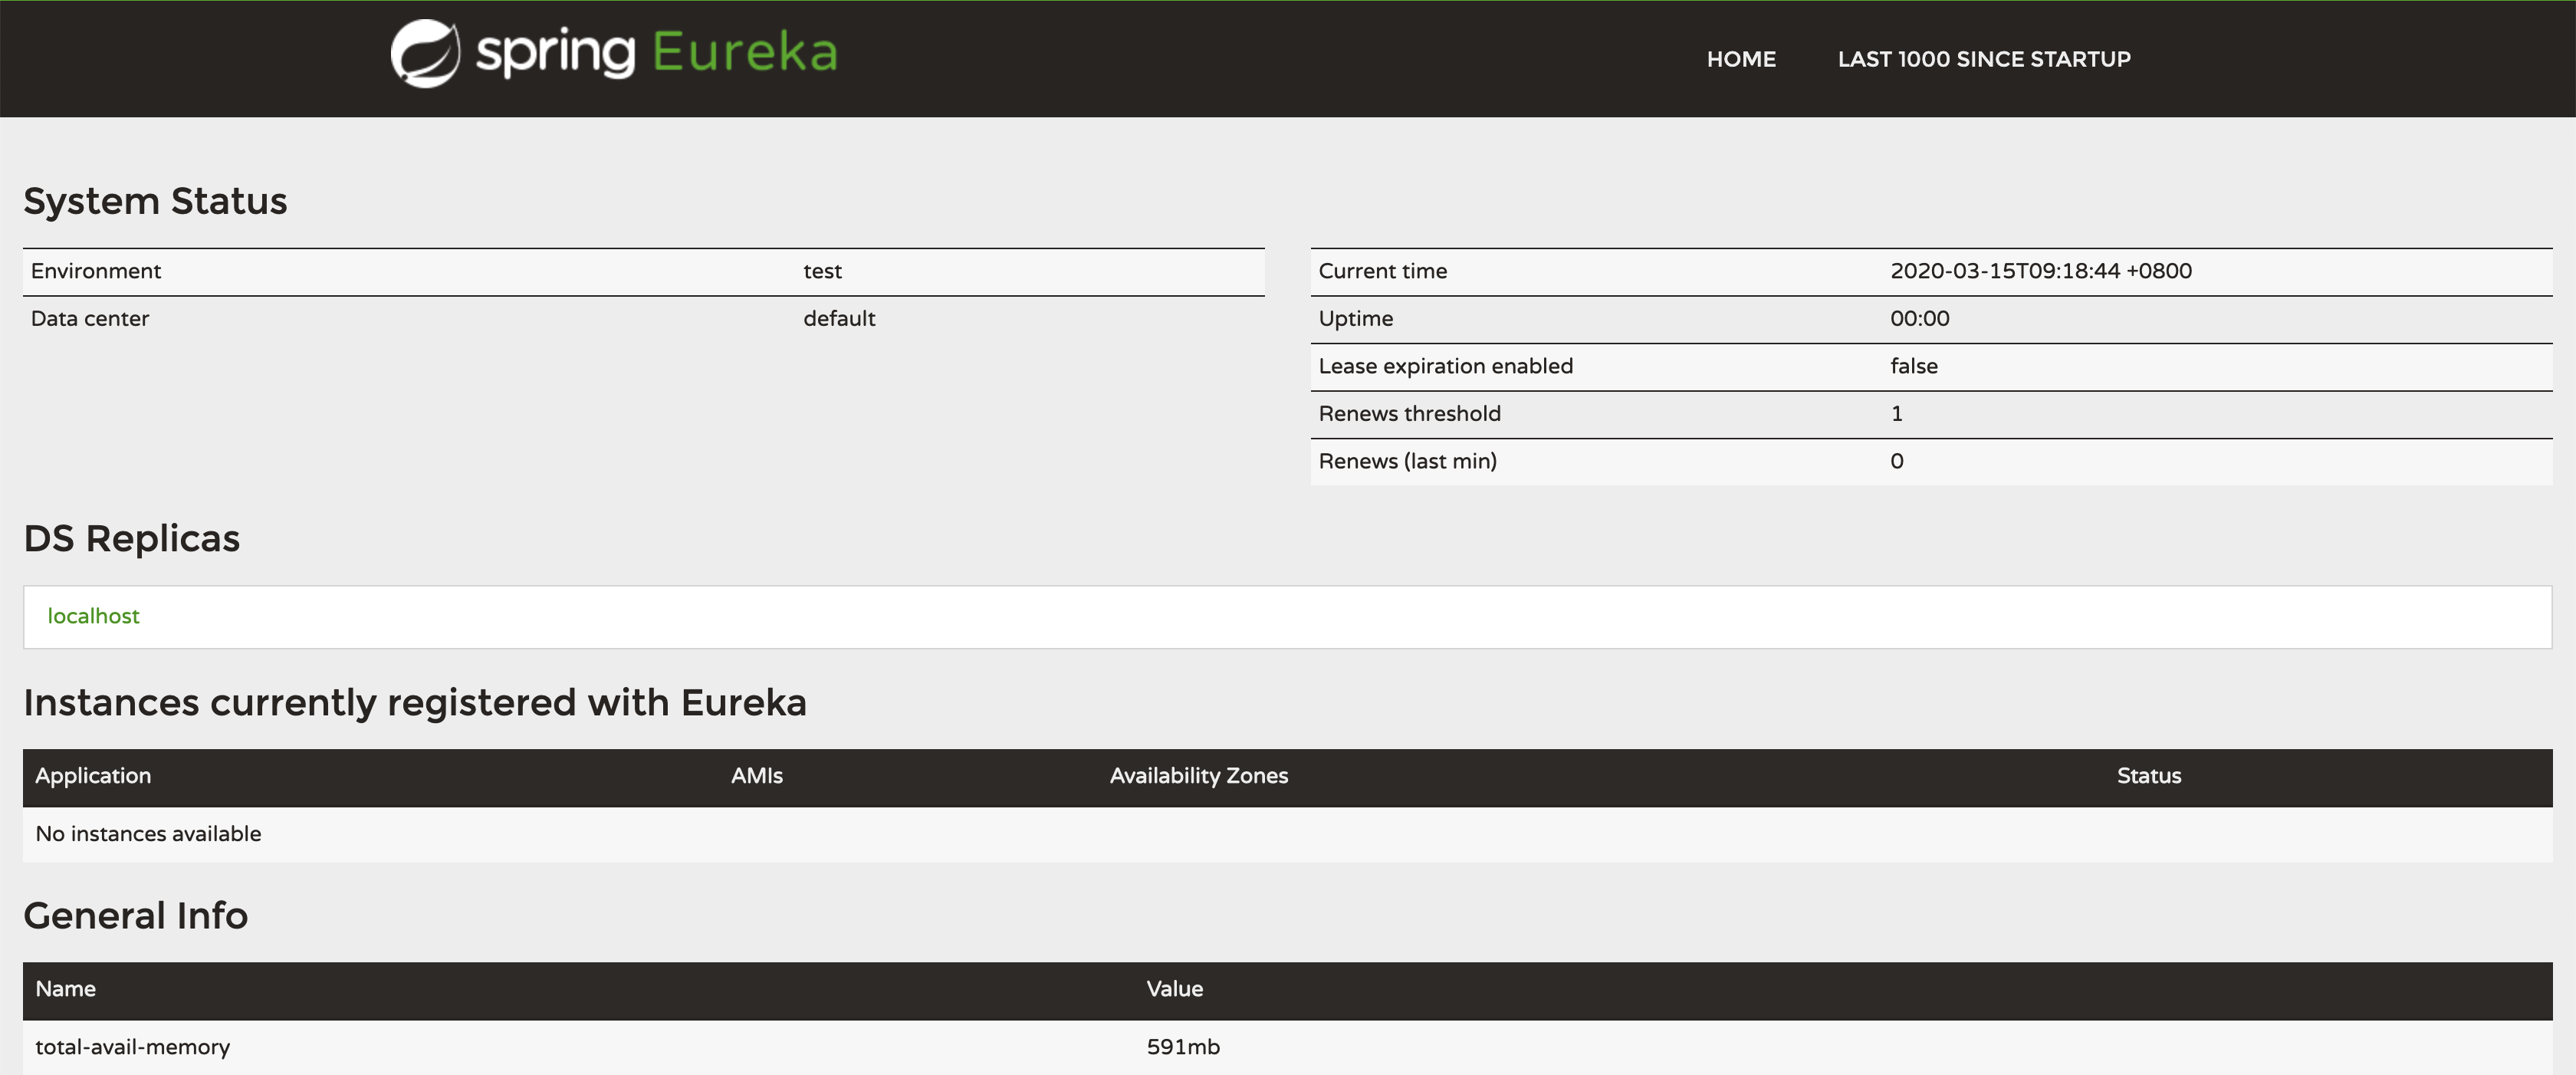 spring Eureka
HOME LAST 1000 SINCE STARTUP
System Status
Environment test
Data center default
Current time 2020-03-15T09:18:44 +0800
Uptime 00:00
Lease expiration enabled false
Renews threshold 1
Renews (last min) 0
DS Replicas
localhost
Instances currently registered with Eureka
Application AMIs Availability Zones Status
No instances available
General Info
Name Value
total-avail-memory 591mb